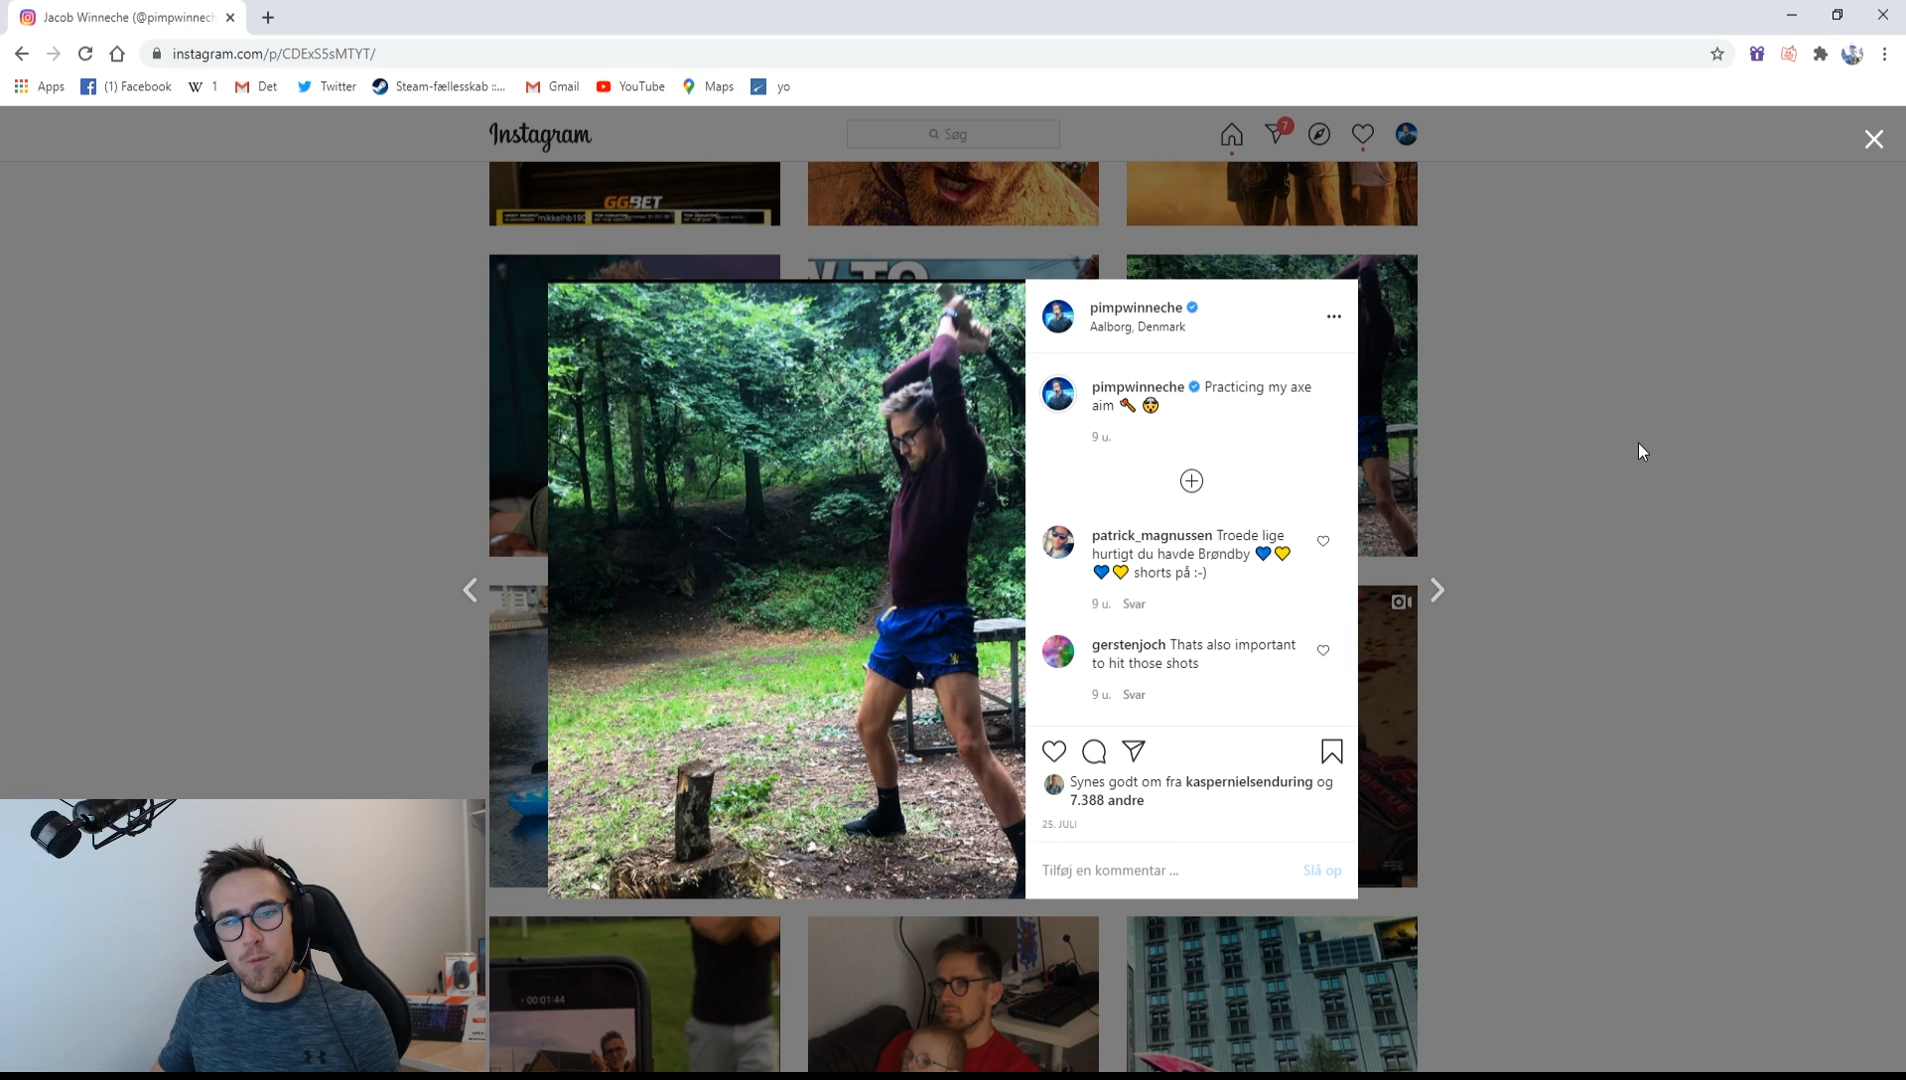 Jacob Winneche (@pimpwinnech
instagram.com/p/CDExS5sMTYT/
Apps (1) Facebook W 1 Det Twitter Steam-fællesskab ::... Gmail YouTube Maps yo
Instagram
Søg
7
GGBET
pimpwinneche
Aalborg, Denmark
pimpwinneche Practicing my axe
aim
9 u.
patrick_magnussen Troede lige
hurtigt du havde Brøndby
shorts på :-)
9 u. Svar
gerstenjoch Thats also important
to hit those shots
9 u. Svar
Synes godt om fra kaspernielsenduring og
7.388 andre
25. JULI
Tilføj en kommentar ...
Slå op
00:01:44